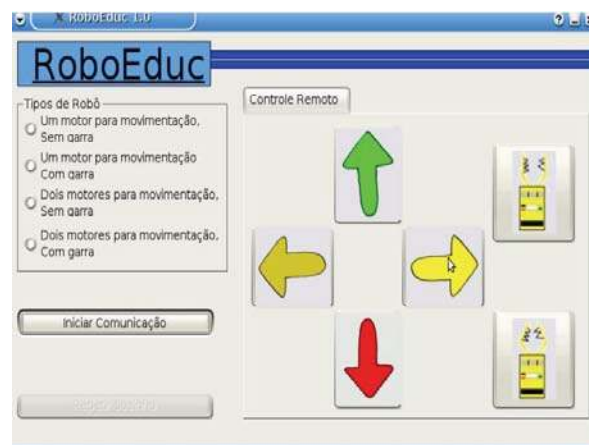 RoboEduc 1.0
RoboEduc
Tipos de Robô
Um motor para movimentação,
Sem garra
Um motor para movimentação
Com garra
Dois motores para movimentação,
Sem garra
Dois motores para movimentação,
Com garra
Iniciar Comunicação
Controle Remoto